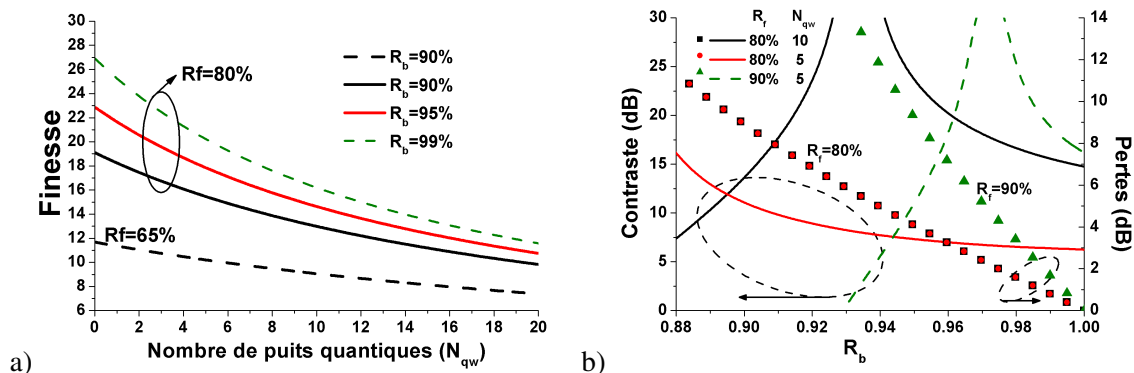 30
28
26
24
22
20
18
16
14
12
10
8
6
Finesse
Rf=80%
Rf=65%
R_b=90%
R_b=90%
R_b=95%
R_b=99%
0 2 4 6 8 10 12 14 16 18 20
Nombre de puits quantiques (N_qw)
a)
30
25
20
15
10
5
0
Contraste (dB)
R_f N_qw
80% 10
80% 5
90% 5
R_f=80%
R_f=90%
14
12
10
8
6
4
2
0
Pertes (dB)
0.88 0.90 0.92 0.94 0.96 0.98 1.00
R_b
b)